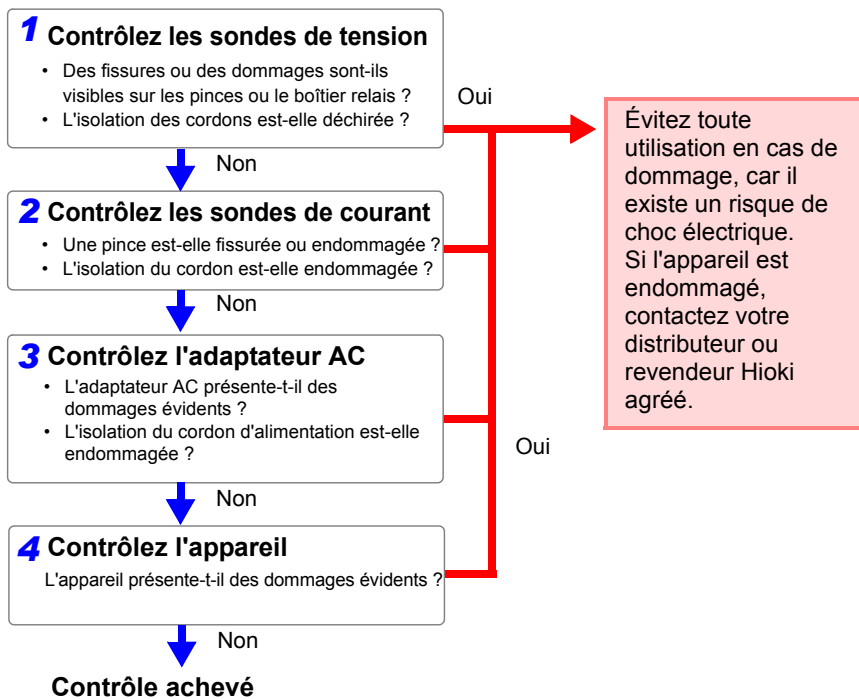 1 Contrôlez les sondes de tension
• Des fissures ou des dommages sont-ils
visibles sur les pinces ou le boîtier relais ?
• L'isolation des cordons est-elle déchirée ?
Oui
Non
Évitez toute
utilisation en cas de
dommage, car il
existe un risque de
choc électrique.
Si l'appareil est
endommagé,
contactez votre
distributeur ou
revendeur Hioki
agréé.
2 Contrôlez les sondes de courant
• Une pince est-elle fissurée ou endommagée ?
• L'isolation du cordon est-elle endommagée ?
Non
3 Contrôlez l'adaptateur AC
• L'adaptateur AC présente-t-il des
dommages évidents ?
• L'isolation du cordon d'alimentation est-elle
endommagée ?
Oui
Non
4 Contrôlez l'appareil
L'appareil présente-t-il des dommages évidents ?
Non
Contrôle achevé